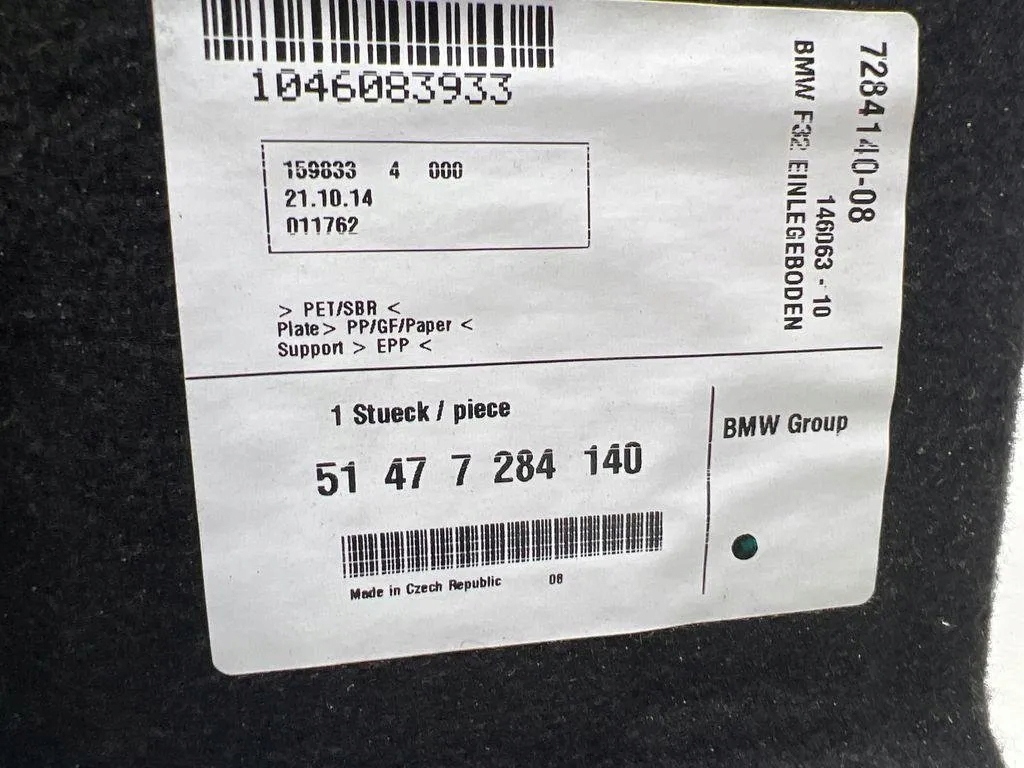 1046083933
159833 4 000
21.10.14
011762
> PET/SBR <
Plate > PP/GF/Paper <
Support > EPP <
7284140-08
146063 - 10
BMW F32 EINLEGEBODEN
1 Stueck / piece
51 47 7 284 140
Made in Czech Republic 08
BMW Group